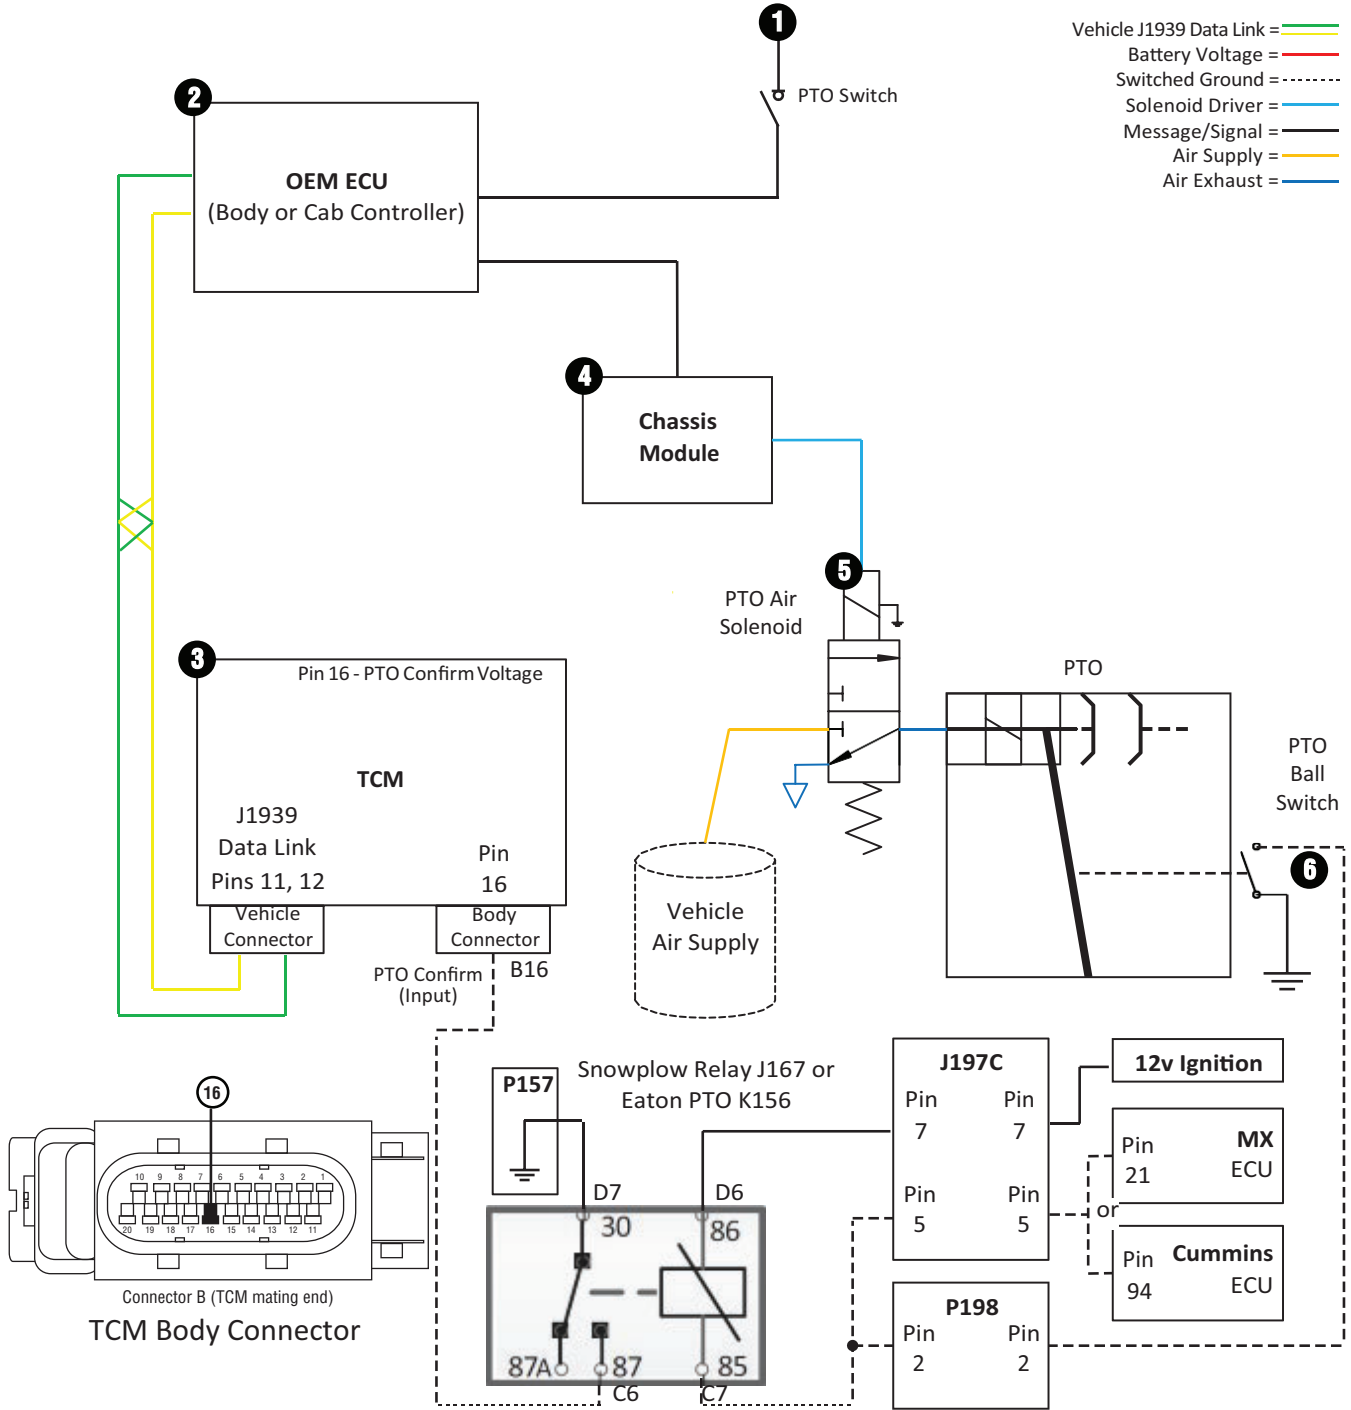 1
Vehicle J1939 Data Link =
Battery Voltage =
Switched Ground =
Solenoid Driver =
Message/Signal =
Air Supply =
Air Exhaust =
PTO Switch
2
OEM ECU
(Body or Cab Controller)
4
Chassis
Module
5
PTO Air
Solenoid
3
Pin 16 - PTO Confirm Voltage
TCM
J1939
Data Link
Pins 11, 12
Pin
16
Vehicle
Connector
Body
Connector
PTO Confirm
(Input)
B16
Vehicle
Air Supply
PTO
PTO
Ball
Switch
6
16
10 9 8 7 6 5 4 3 2 1
20 19 18 17 16 15 14 13 12 11
Connector B (TCM mating end)
TCM Body Connector
P157
Snowplow Relay J167 or
Eaton PTO K156
D7
D6
30
86
87A
87
85
C6
C7
J197C
Pin
7
Pin
7
Pin
5
Pin
5
12v Ignition
Pin
21
MX
ECU
or
Pin
94
Cummins
ECU
P198
Pin
2
Pin
2